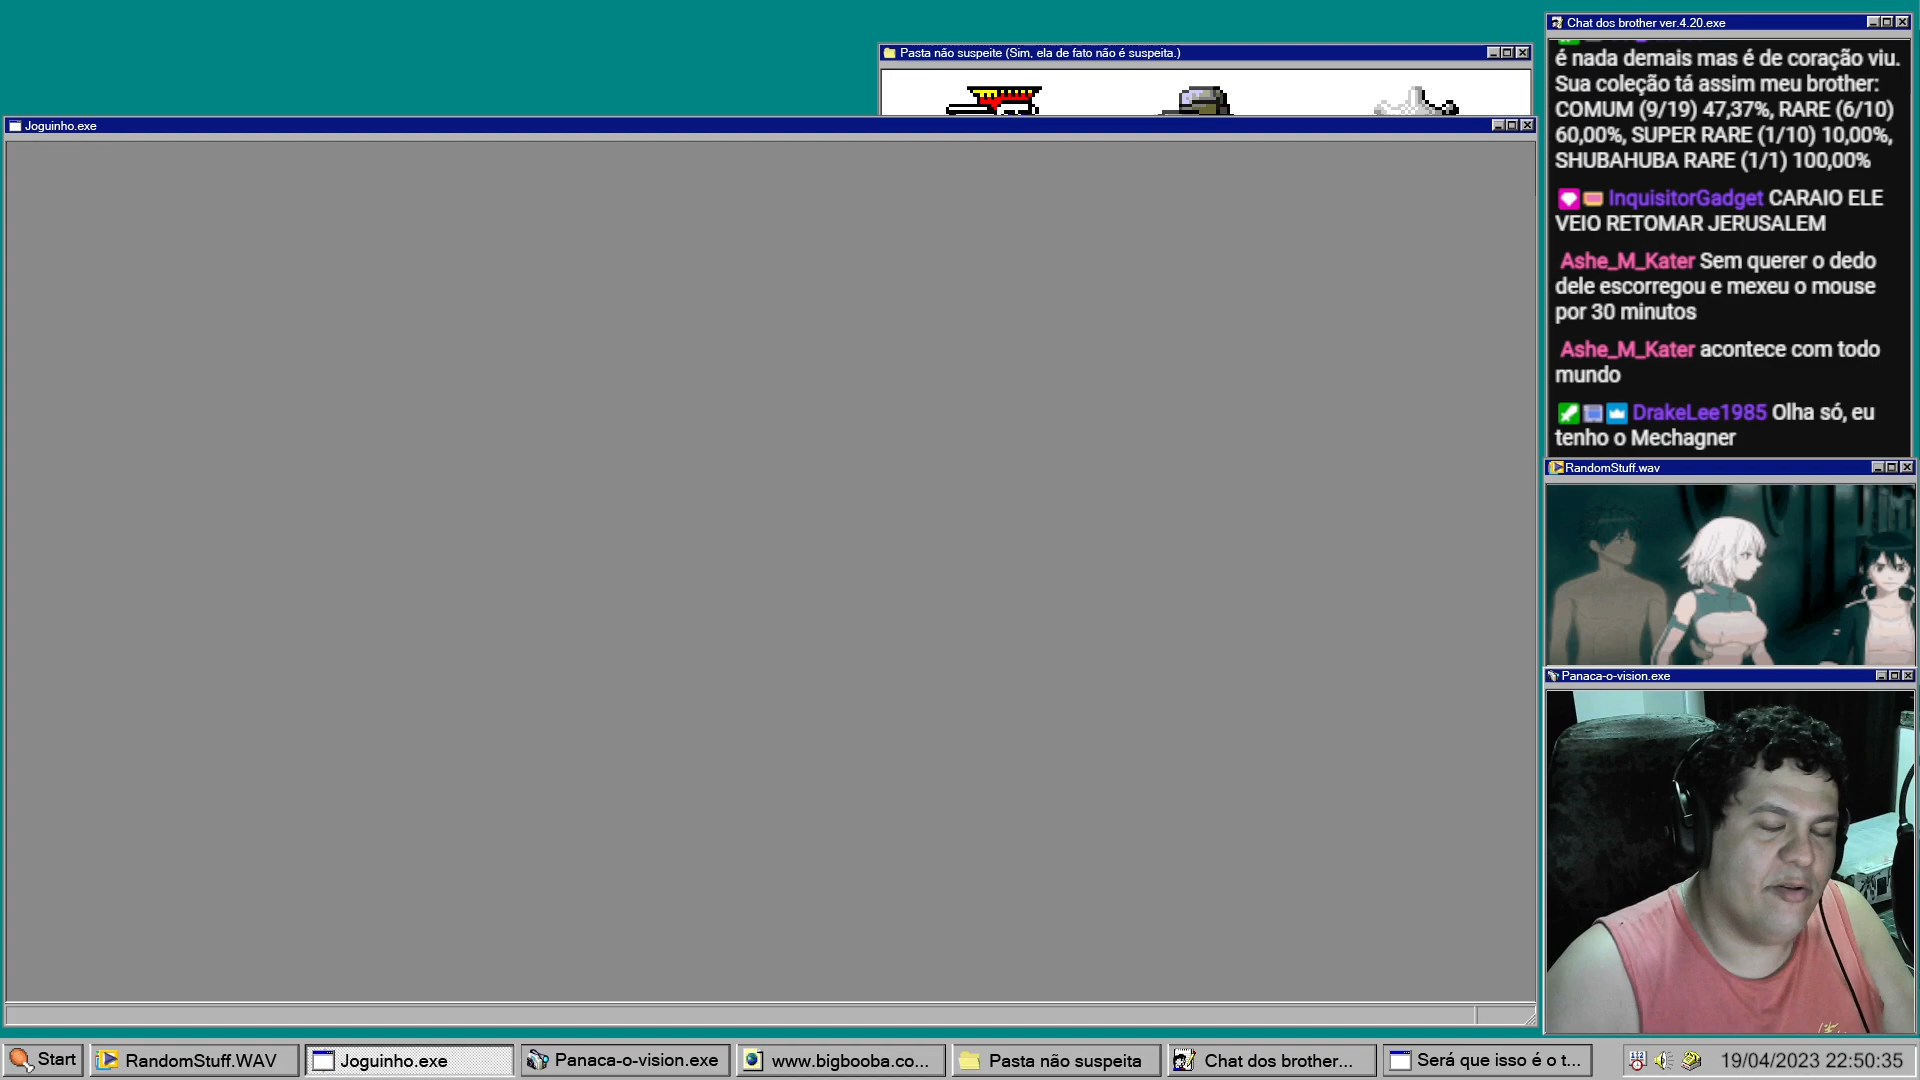 Chat dos brother ver.4.20.exe
Pasta não suspeite (Sim, ela de fato não é suspeita.)
Joguinho.exe
é nada demais mas é de coração viu.
Sua coleção tá assim meu brother:
COMUM (9/19) 47,37%, RARE (6/10)
60,00%, SUPER RARE (1/10) 10,00%,
SHUBAHUBA RARE (1/1) 100,00%
InquisitorGadget CARAIO ELE
VEIO RETOMAR JERUSALEM
Ashe_M_Kater Sem querer o dedo
dele escorregou e mexeu o mouse
por 30 minutos
Ashe_M_Kater acontece com todo
mundo
DrakeLee1985 Olha só, eu
tenho o Mechagner
RandomStuff.wav
Panaca-o-vision.exe
Start
RandomStuff.WAV
Joguinho.exe
Panaca-o-vision.exe
www.bigbooba.co...
Pasta não suspeita
Chat dos brother...
Será que isso é o t...
19/04/2023 22:50:35